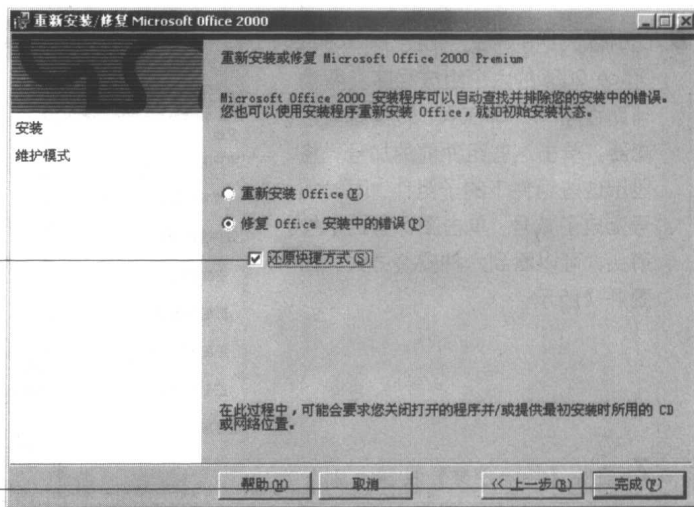 重新安装/修复 Microsoft Office 2000
重新安装或修复 Microsoft Office 2000 Premium
Microsoft Office 2000 安装程序可以自动查找并排除您的安装中的错误。
您也可以使用安装程序重新安装 Office，就如初始安装状态。
安装
维护模式
重新安装 Office(E)
修复 Office 安装中的错误(P)
还原快捷方式(S)
在此过程中，可能会要求您关闭打开的程序并/或提供最初安装时所用的 CD
或网络位置。
帮助(H)
取消
<< 上一步(B)
完成(F)